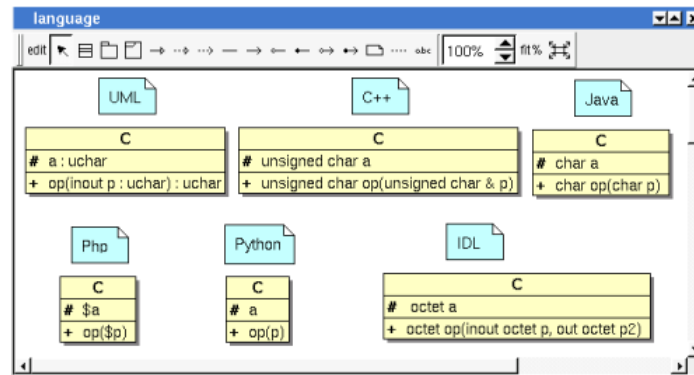 language
edit abc 100% fit%
UML C++ Java
C
# a : uchar
+ op(inout p : uchar) : uchar
C
# unsigned char a
+ unsigned char op(unsigned char & p)
C
# char a
+ char op(char p)
Php Python IDL
C
# $a
+ op($p)
C
# a
+ op(p)
C
# octet a
+ octet op(inout octet p, out octet p2)